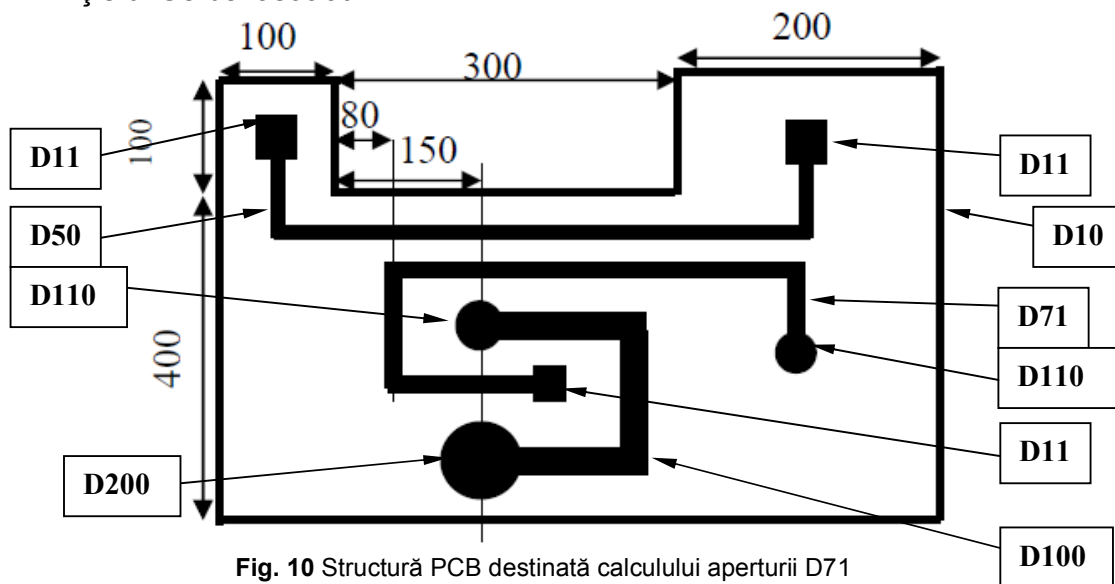 100
200
300
80
100
150
D11
D11
D50
D10
D110
D71
400
D110
D11
D200
D100
Fig. 10 Structură PCB destinată calculului aperturii D71